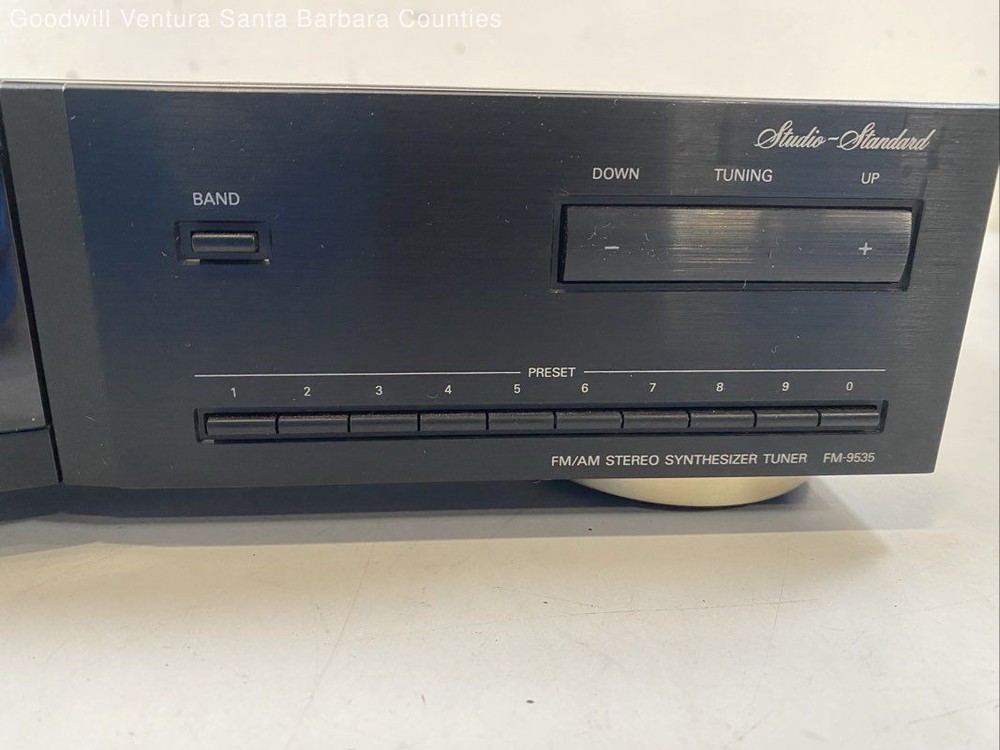 Goodwill Ventura Santa Barbara Counties
Studio-Standard
DOWN TUNING UP
BAND
- +
PRESET
1 2 3 4 5 6 7 8 9 0
FM/AM STEREO SYNTHESIZER TUNER FM-9535